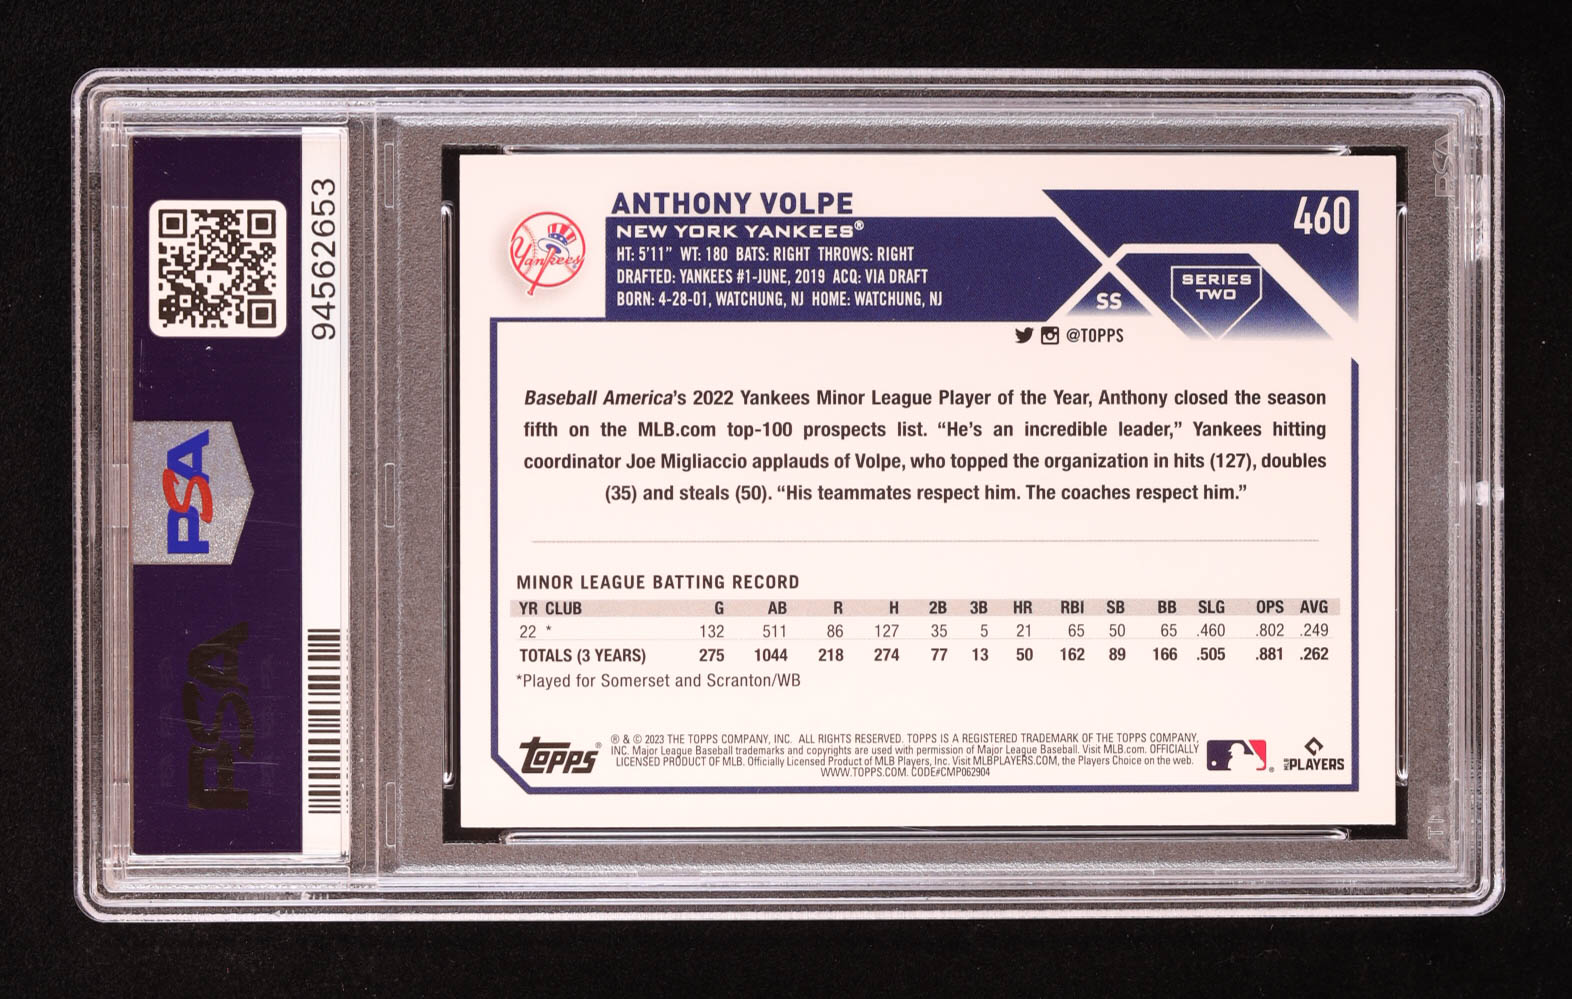 94562653
PSA
PSA
Yankees
ANTHONY VOLPE
NEW YORK YANKEES®
HT: 5'11" WT: 180 BATS: RIGHT THROWS: RIGHT
DRAFTED: YANKEES #1-JUNE, 2019 ACQ: VIA DRAFT
BORN: 4-28-01, WATCHUNG, NJ HOME: WATCHUNG, NJ
460
SS
SERIES
TWO
@TOPPS
Baseball America's 2022 Yankees Minor League Player of the Year, Anthony closed the season
fifth on the MLB.com top-100 prospects list. “He's an incredible leader,” Yankees hitting
coordinator Joe Migliaccio applauds of Volpe, who topped the organization in hits (127), doubles
(35) and steals (50). “His teammates respect him. The coaches respect him.”
MINOR LEAGUE BATTING RECORD
YR CLUB G AB R H 2B 3B HR RBI SB BB SLG OPS AVG
22 * 132 511 86 127 35 5 21 65 50 65 .460 .802 .249
TOTALS (3 YEARS) 275 1044 218 274 77 13 50 162 89 166 .505 .881 .262
*Played for Somerset and Scranton/WB
Topps®
® & © 2023 THE TOPPS COMPANY, INC. ALL RIGHTS RESERVED. TOPPS IS A REGISTERED TRADEMARK OF THE TOPPS COMPANY,
INC. Major League Baseball trademarks and copyrights are used with permission of Major League Baseball. Visit MLB.com. OFFICIALLY
LICENSED PRODUCT OF MLB. Officially Licensed Product of MLB Players, Inc. Visit MLBPLAYERS.COM, the Players Choice on the web.
WWW.TOPPS.COM. CODE#CMP062904
MLB PLAYERS
PSA